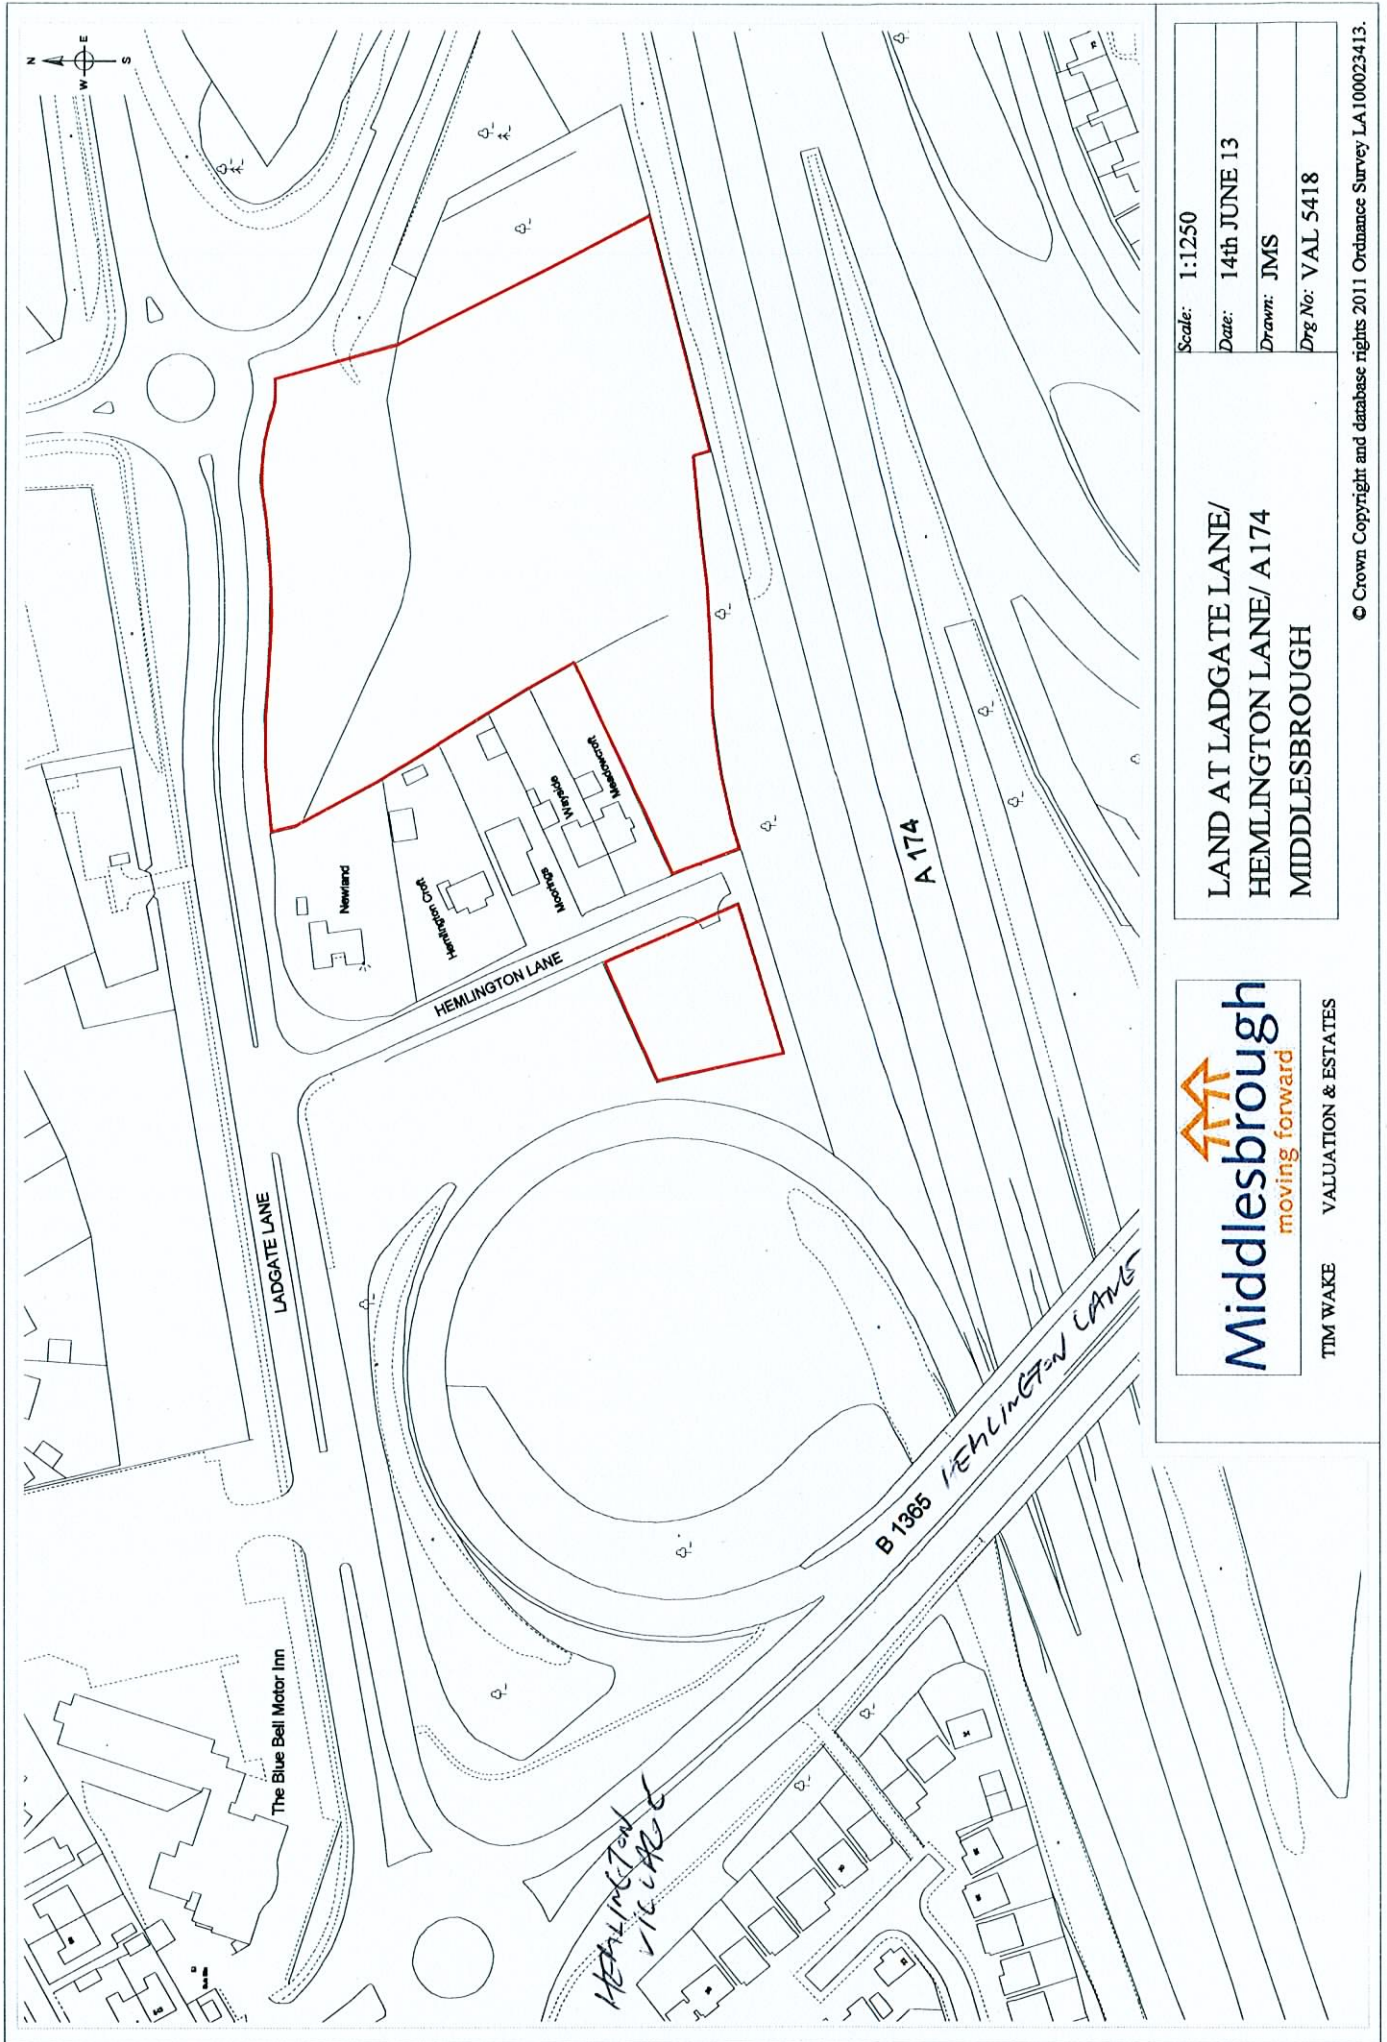 N
W E
S
LADGATE LANE
HEMLINGTON LANE
Newland
Hemlington Croft
Moorings
Wayside
Meadowcroft
The Blue Bell Motor Inn
A 174
B 1365
HEMLINGTON LANE
HEMLINGTON
Middlesbrough
moving forward
TIM WAKE VALUATION & ESTATES
LAND AT LADGATE LANE/
HEMLINGTON LANE/ A174
MIDDLESBROUGH
Scale: 1:1250
Date: 14th JUNE 13
Drawn: JMS
Drg No: VAL 5418
© Crown Copyright and database rights 2011 Ordnance Survey LA100023413.